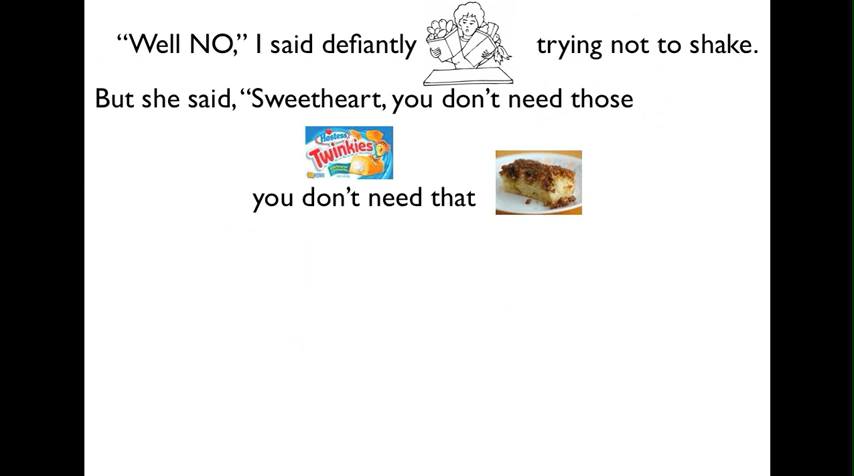 “Well NO,” I said defiantly trying not to shake.
But she said, “Sweetheart, you don’t need those
Hostess
Twinkies
you don’t need that